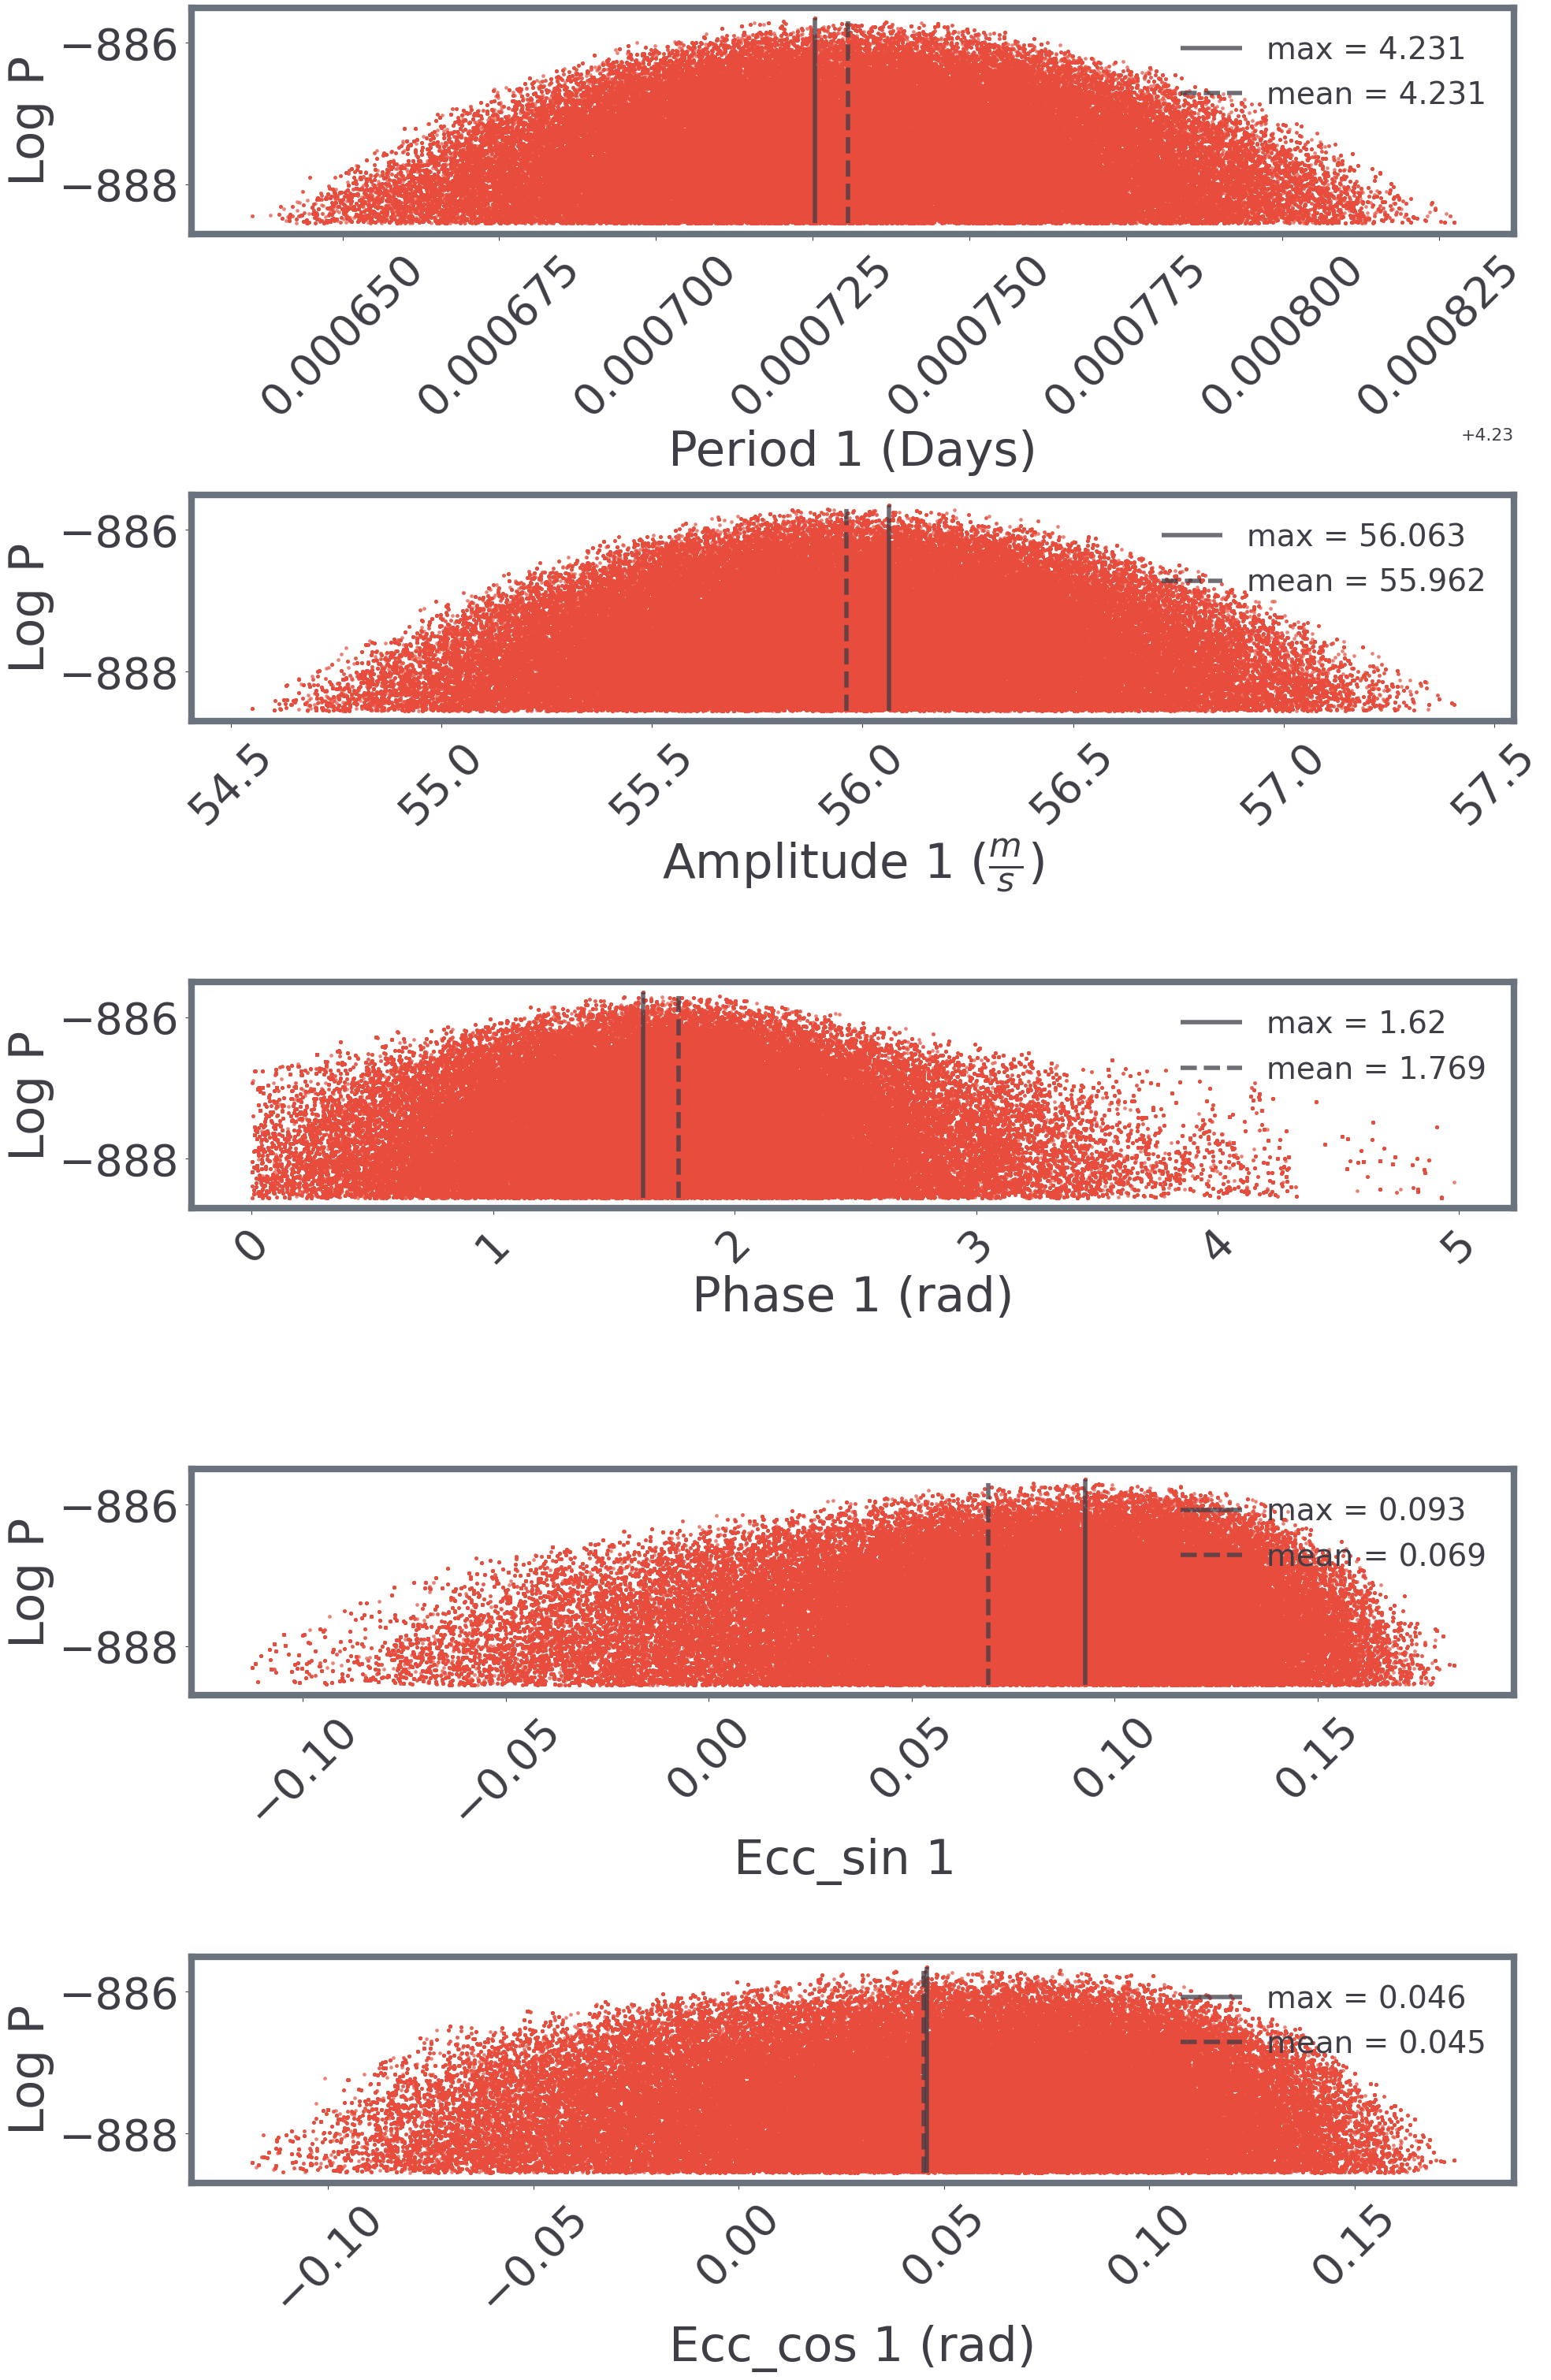 −886
−888
Log P
max = 4.231
mean = 4.231
0.000650
0.000675
0.000700
0.000725
0.000750
0.000775
0.000800
0.000825
+4.23
Period 1 (Days)
−886
−888
Log P
max = 56.063
mean = 55.962
54.5
55.0
55.5
56.0
56.5
57.0
57.5
Amplitude 1 (m/s)
−886
−888
Log P
max = 1.62
mean = 1.769
0
1
2
3
4
5
Phase 1 (rad)
−886
−888
Log P
max = 0.093
mean = 0.069
−0.10
−0.05
0.00
0.05
0.10
0.15
Ecc_sin 1
−886
−888
Log P
max = 0.046
mean = 0.045
−0.10
−0.05
0.00
0.05
0.10
0.15
Ecc_cos 1 (rad)